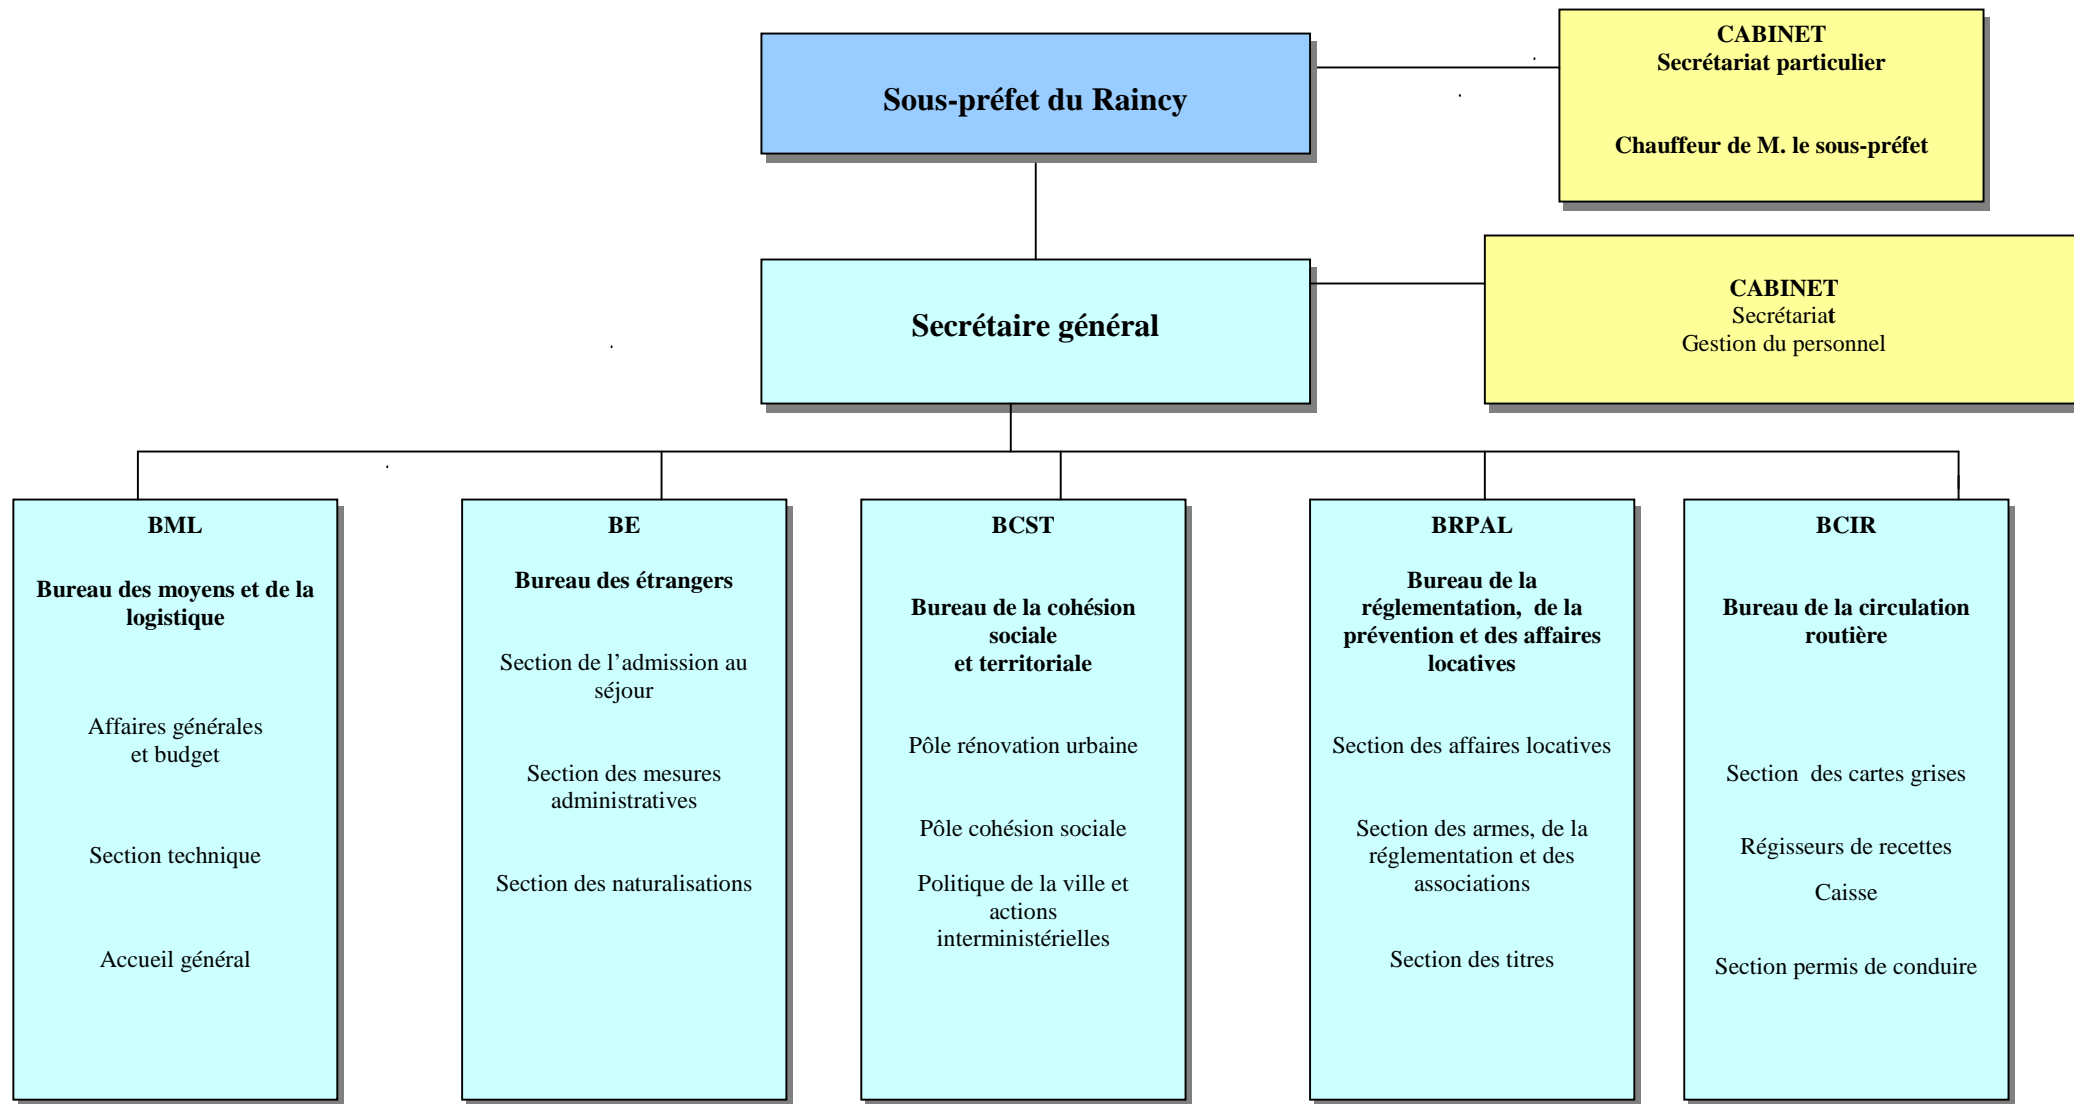 CABINET
Secrétariat particulier
Chauffeur de M. le sous-préfet
Sous-préfet du Raincy
CABINET
Secrétariat
Gestion du personnel
Secrétaire général
BML
Bureau des moyens et de la
logistique
Affaires générales
et budget
Section technique
Accueil général
BE
Bureau des étrangers
Section de l’admission au
séjour
Section des mesures
administratives
Section des naturalisations
BCST
Bureau de la cohésion
sociale
et territoriale
Pôle rénovation urbaine
Pôle cohésion sociale
Politique de la ville et
actions
interministérielles
BRPAL
Bureau de la
réglementation, de la
prévention et des affaires
locatives
Section des affaires locatives
Section des armes, de la
réglementation et des
associations
Section des titres
BCIR
Bureau de la circulation
routière
Section des cartes grises
Régisseurs de recettes
Caisse
Section permis de conduire